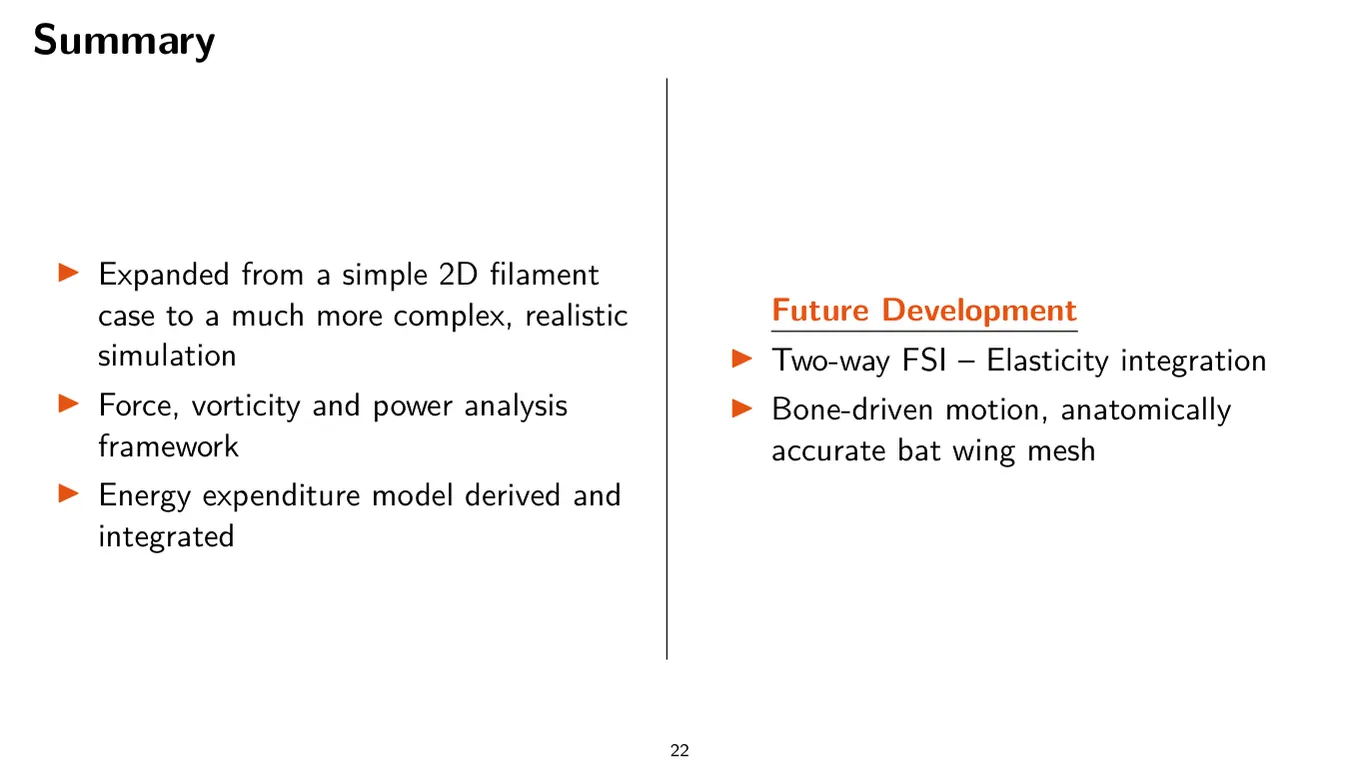 Summary
Expanded from a simple 2D filament
case to a much more complex, realistic
simulation
Force, vorticity and power analysis
framework
Energy expenditure model derived and
integrated
Future Development
Two-way FSI – Elasticity integration
Bone-driven motion, anatomically
accurate bat wing mesh
22